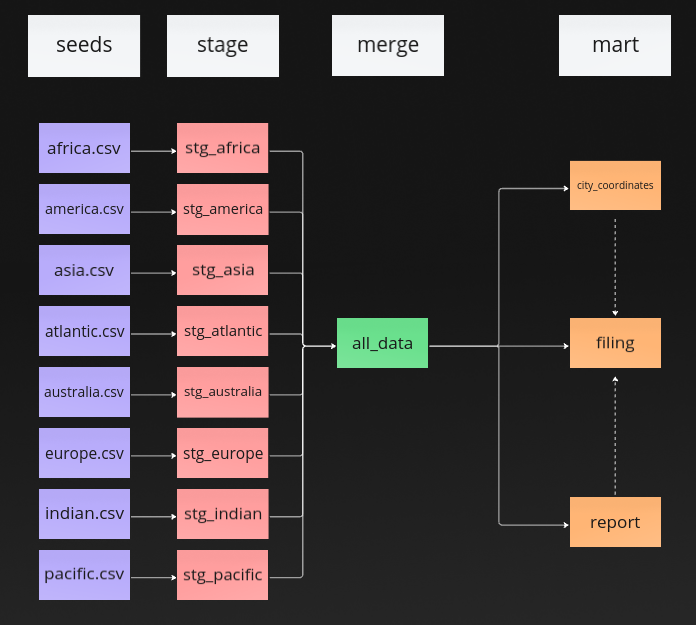 seeds
stage
merge
mart
africa.csv
stg_africa
america.csv
stg_america
asia.csv
stg_asia
atlantic.csv
stg_atlantic
australia.csv
stg_australia
europe.csv
stg_europe
indian.csv
stg_indian
pacific.csv
stg_pacific
all_data
city_coordinates
filing
report